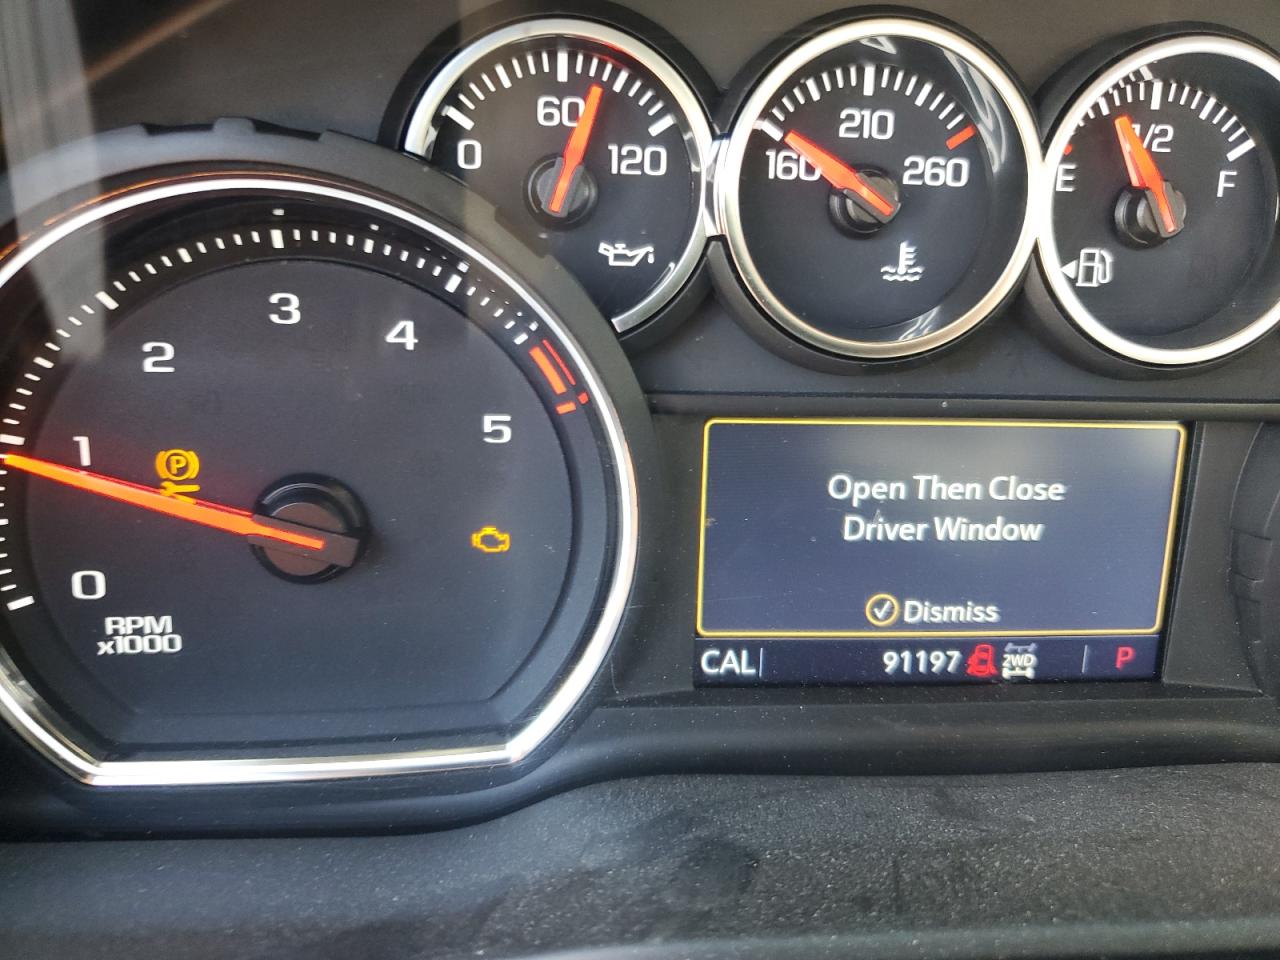 0
60
120
160
210
260
E
1/2
F
0
1
2
3
4
5
RPM
x1000
P
Open Then Close
Driver Window
Dismiss
CAL 91197 2WD P